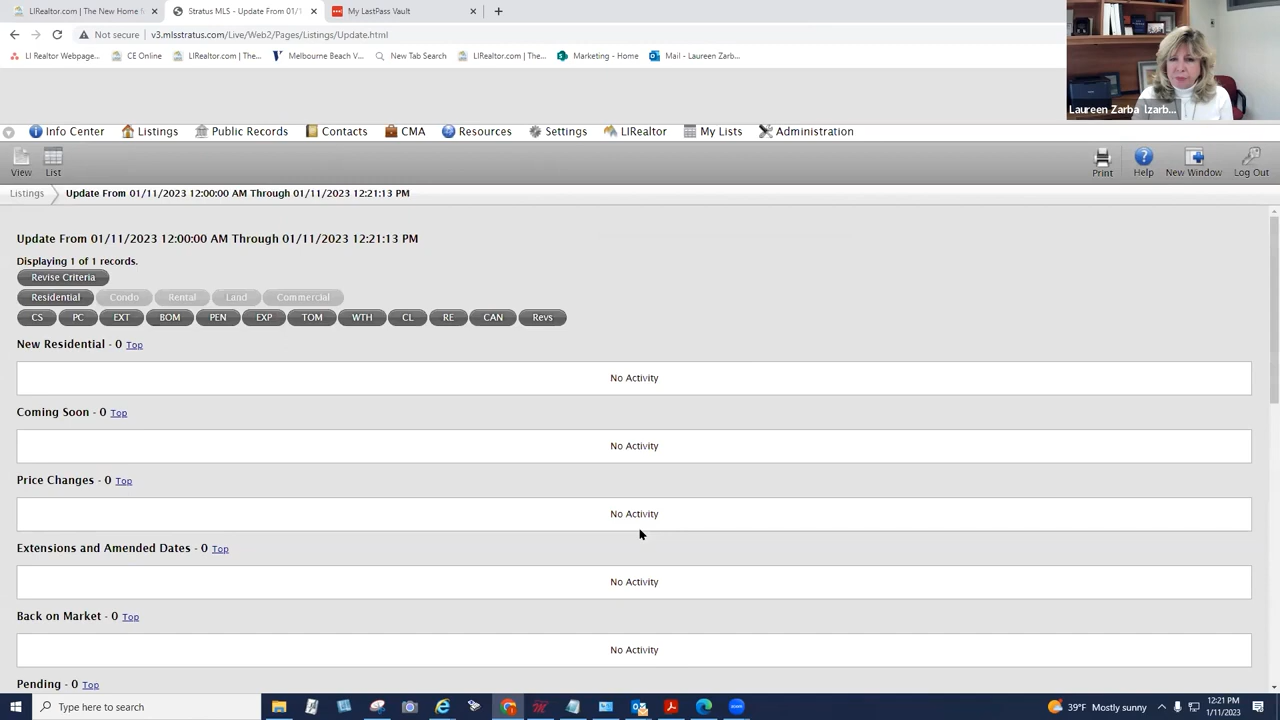 LIRealtor.com | The New Home f
Stratus MLS - Update From 01/1
My LastPass Vault
Not secure | v3.mlsstratus.com/Live/Web2/Pages/Listings/Update.html
LI Realtor Webpage...
CE Online
LIRealtor.com | The...
Melbourne Beach V...
New Tab Search
LIRealtor.com | The...
Marketing - Home
Mail - Laureen Zarb...
Laureen Zarba lzarb...
Info Center
Listings
Public Records
Contacts
CMA
Resources
Settings
LIRealtor
My Lists
Administration
View
List
Print
Help
New Window
Log Out
Listings
Update From 01/11/2023 12:00:00 AM Through 01/11/2023 12:21:13 PM
Update From 01/11/2023 12:00:00 AM Through 01/11/2023 12:21:13 PM
Displaying 1 of 1 records.
Revise Criteria
Residential Condo Rental Land Commercial
CS PC EXT BOM PEN EXP TOM WTH CL RE CAN Revs
New Residential - 0 Top
No Activity
Coming Soon - 0 Top
No Activity
Price Changes - 0 Top
No Activity
Extensions and Amended Dates - 0 Top
No Activity
Back on Market - 0 Top
No Activity
Pending - 0 Top
Type here to search
39°F Mostly sunny
12:21 PM
1/11/2023